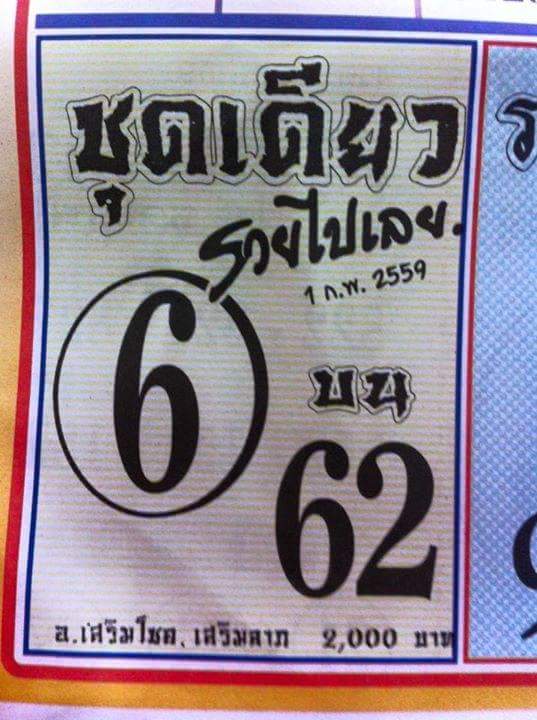 ชุดเดียว
รวยไปเลย.
1 ก.พ. 2559
6
บน
62
อ.เสริมโชค, เสริมลาภ 2,000 บาท